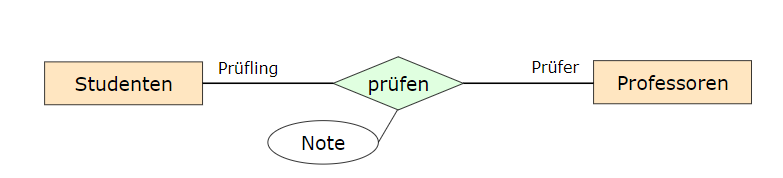 Studenten
Prüfling
prüfen
Prüfer
Professoren
Note